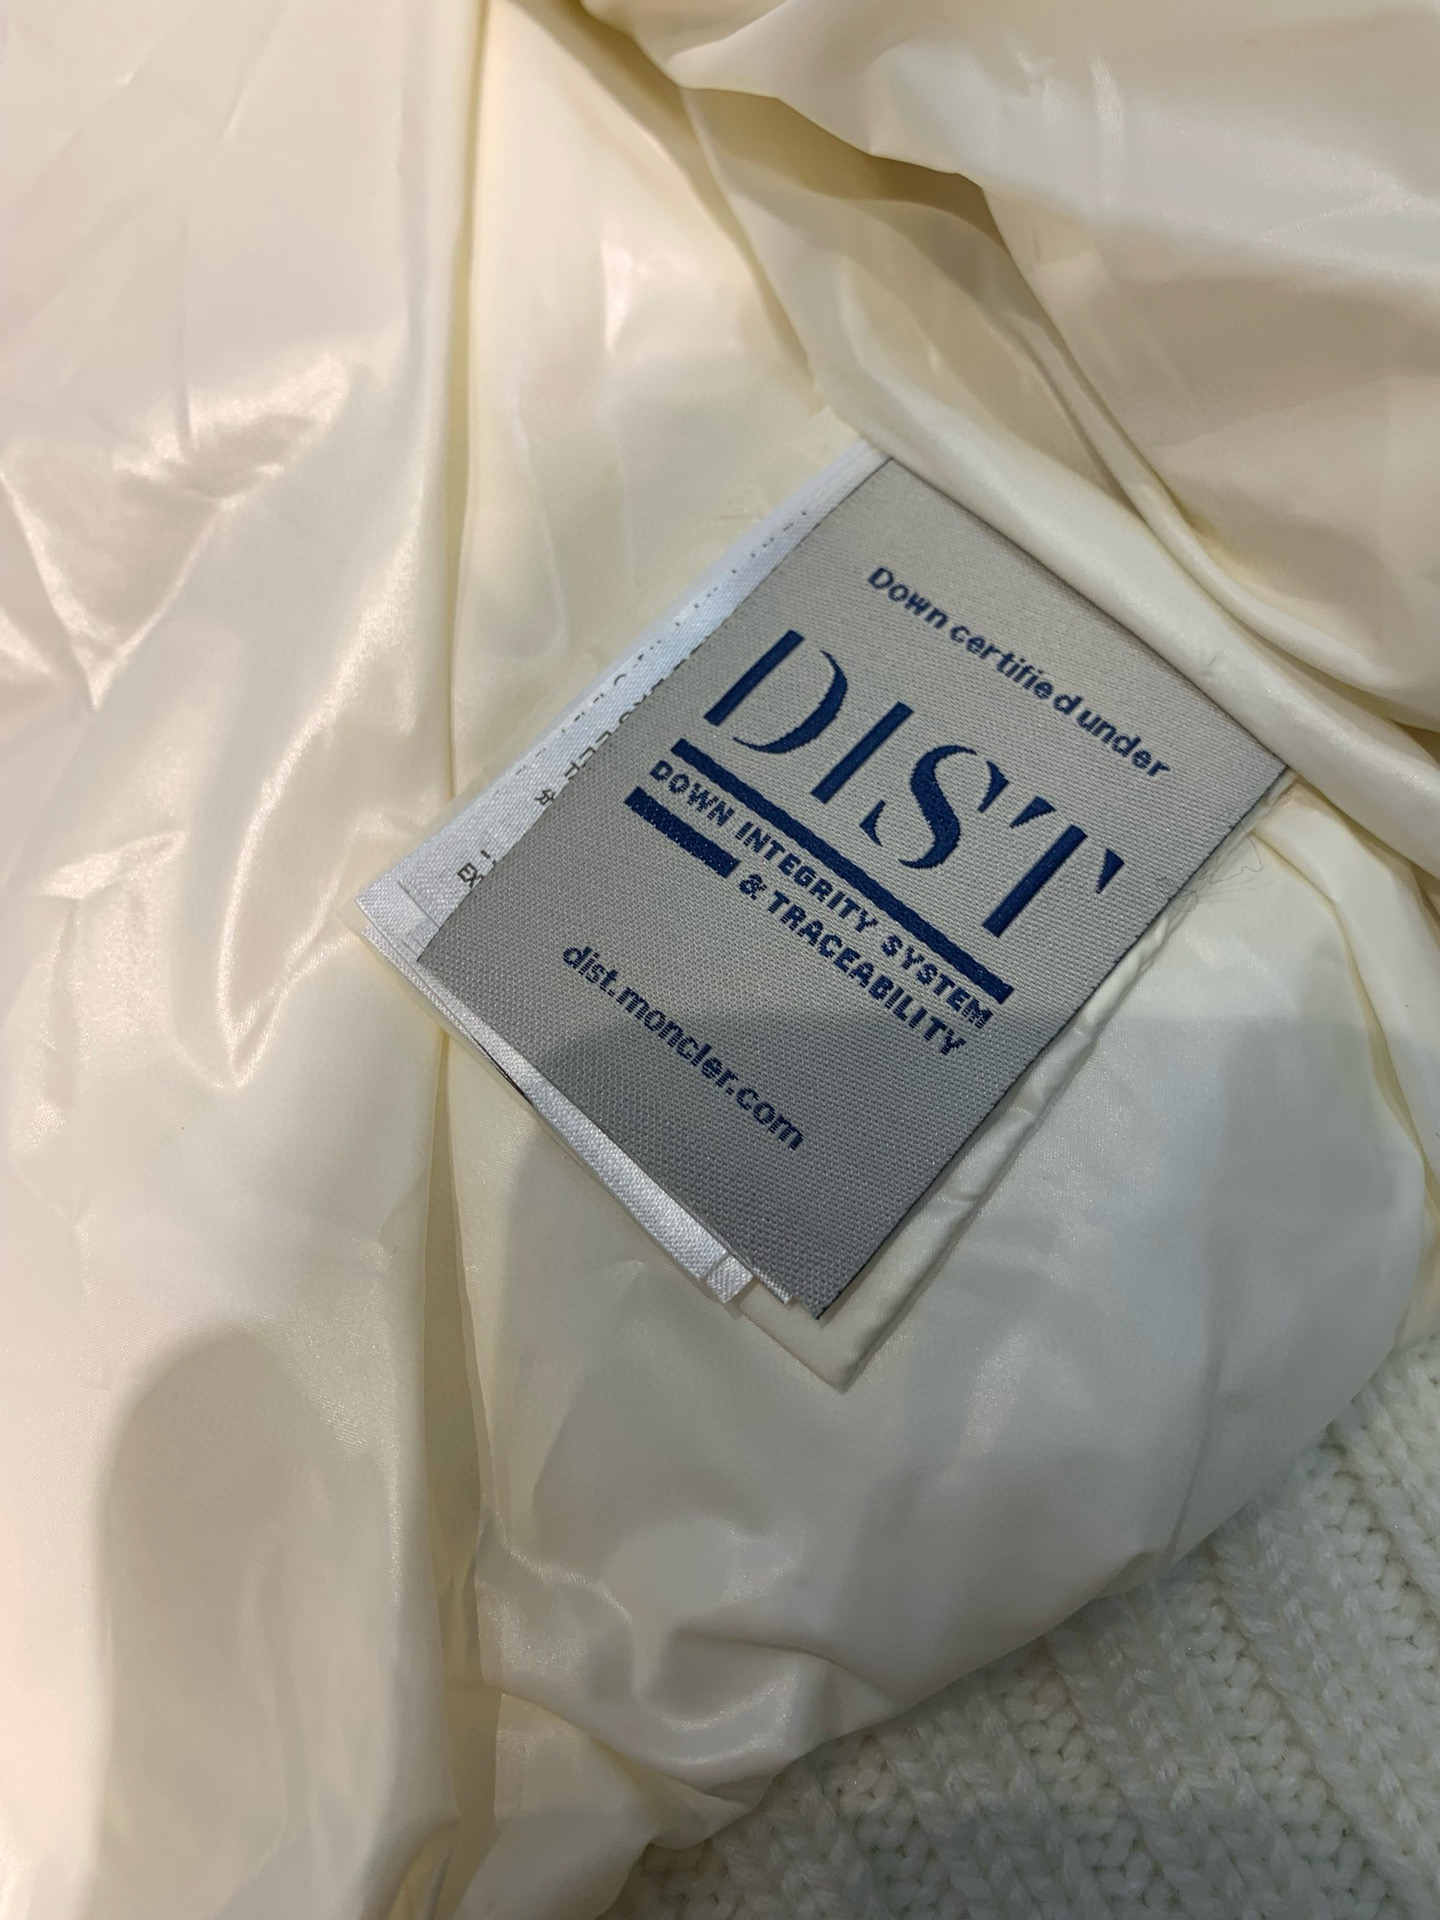 Down certified under
DIST
DOWN INTEGRITY SYSTEM
& TRACEABILITY
dist.moncler.com